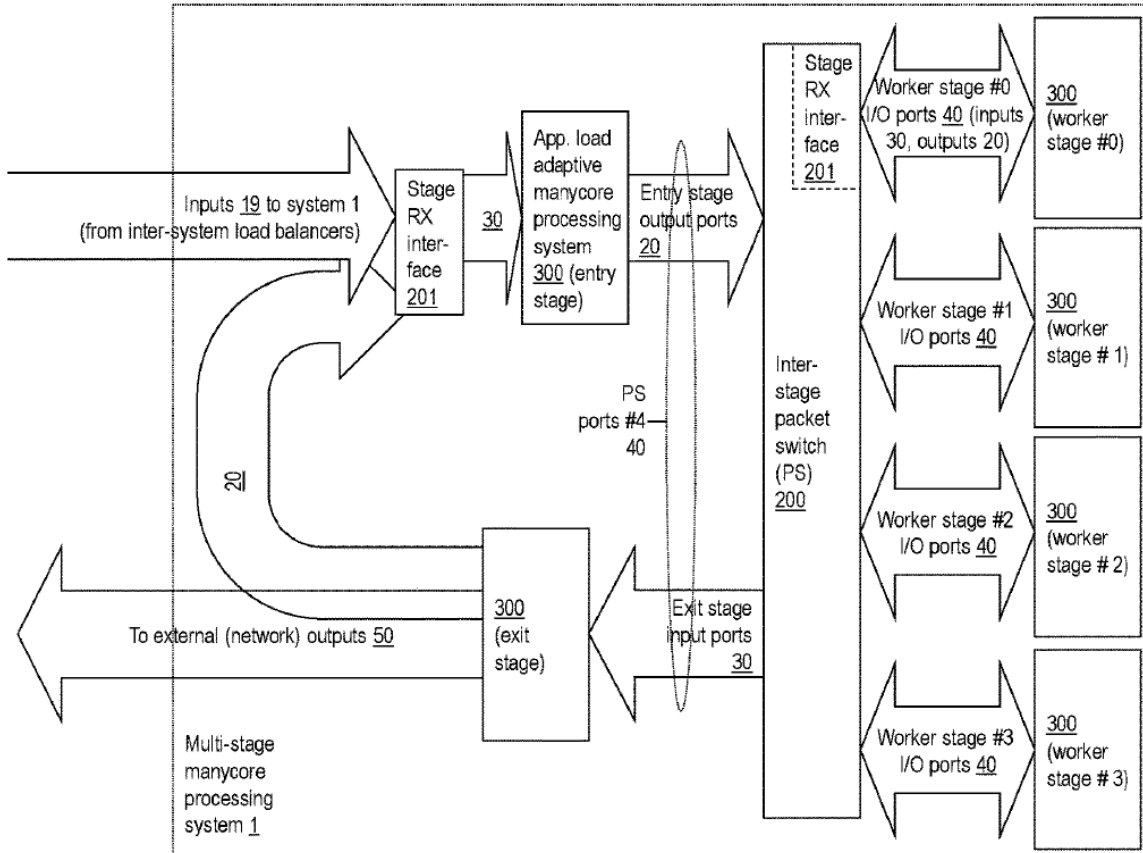 Inputs 19 to system 1
(from inter-system load balancers)
Stage
RX
inter-
face
201
30
App. load
adaptive
manycore
processing
system
300 (entry
stage)
Entry stage
output ports
20
Stage
RX
inter-
face
201
Worker stage #0
I/O ports 40 (inputs
30, outputs 20)
300
(worker
stage #0)
Worker stage #1
I/O ports 40
300
(worker
stage # 1)
PS
ports #4
40
Inter-
stage
packet
switch
(PS)
200
20
Worker stage #2
I/O ports 40
300
(worker
stage # 2)
To external (network) outputs 50
300
(exit
stage)
Exit stage
input ports
30
Worker stage #3
I/O ports 40
300
(worker
stage # 3)
Multi-stage
manycore
processing
system 1